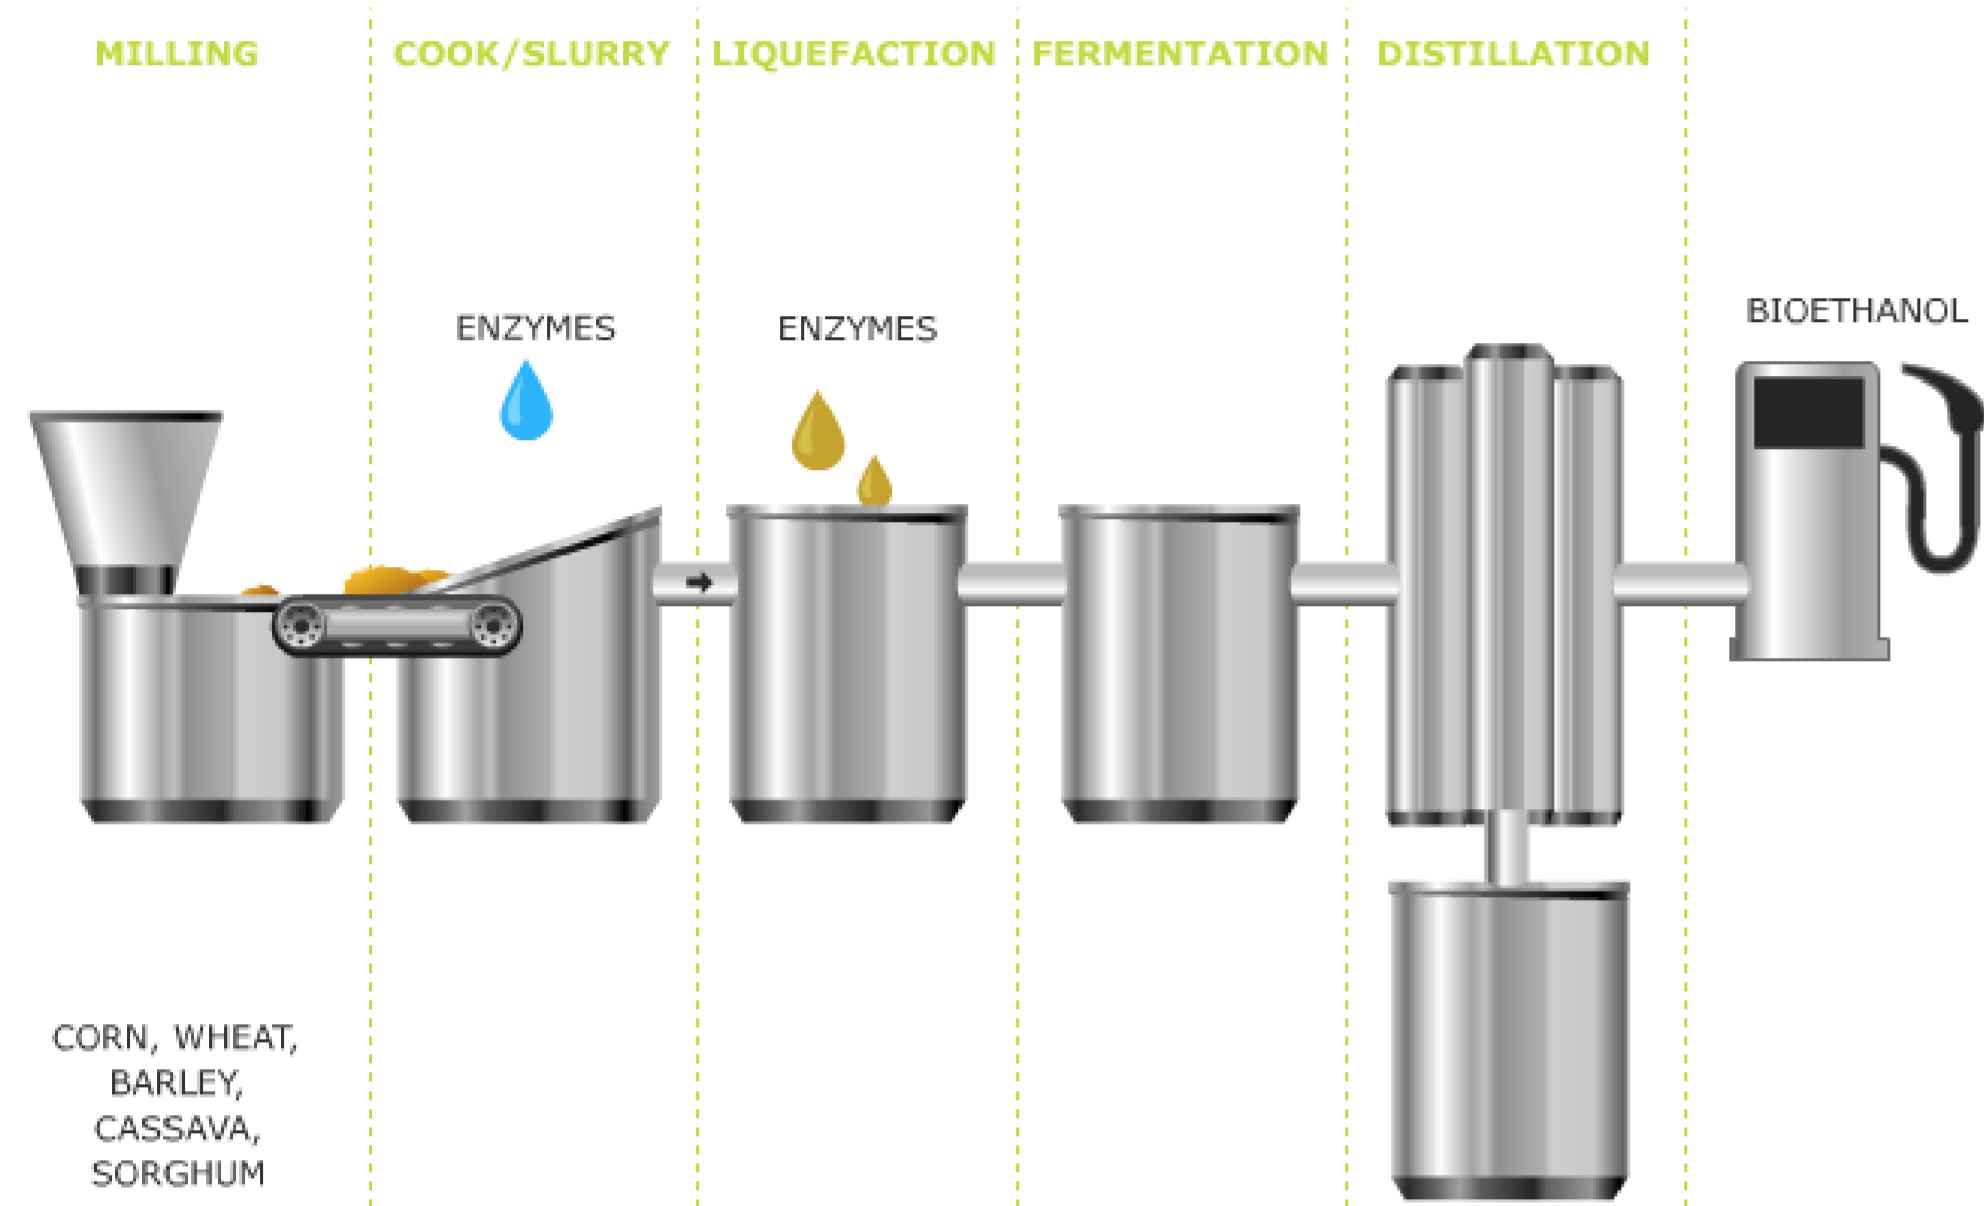 MILLING
COOK/SLURRY
LIQUEFACTION
FERMENTATION
DISTILLATION
ENZYMES
ENZYMES
BIOETHANOL
CORN, WHEAT,
BARLEY,
CASSAVA,
SORGHUM